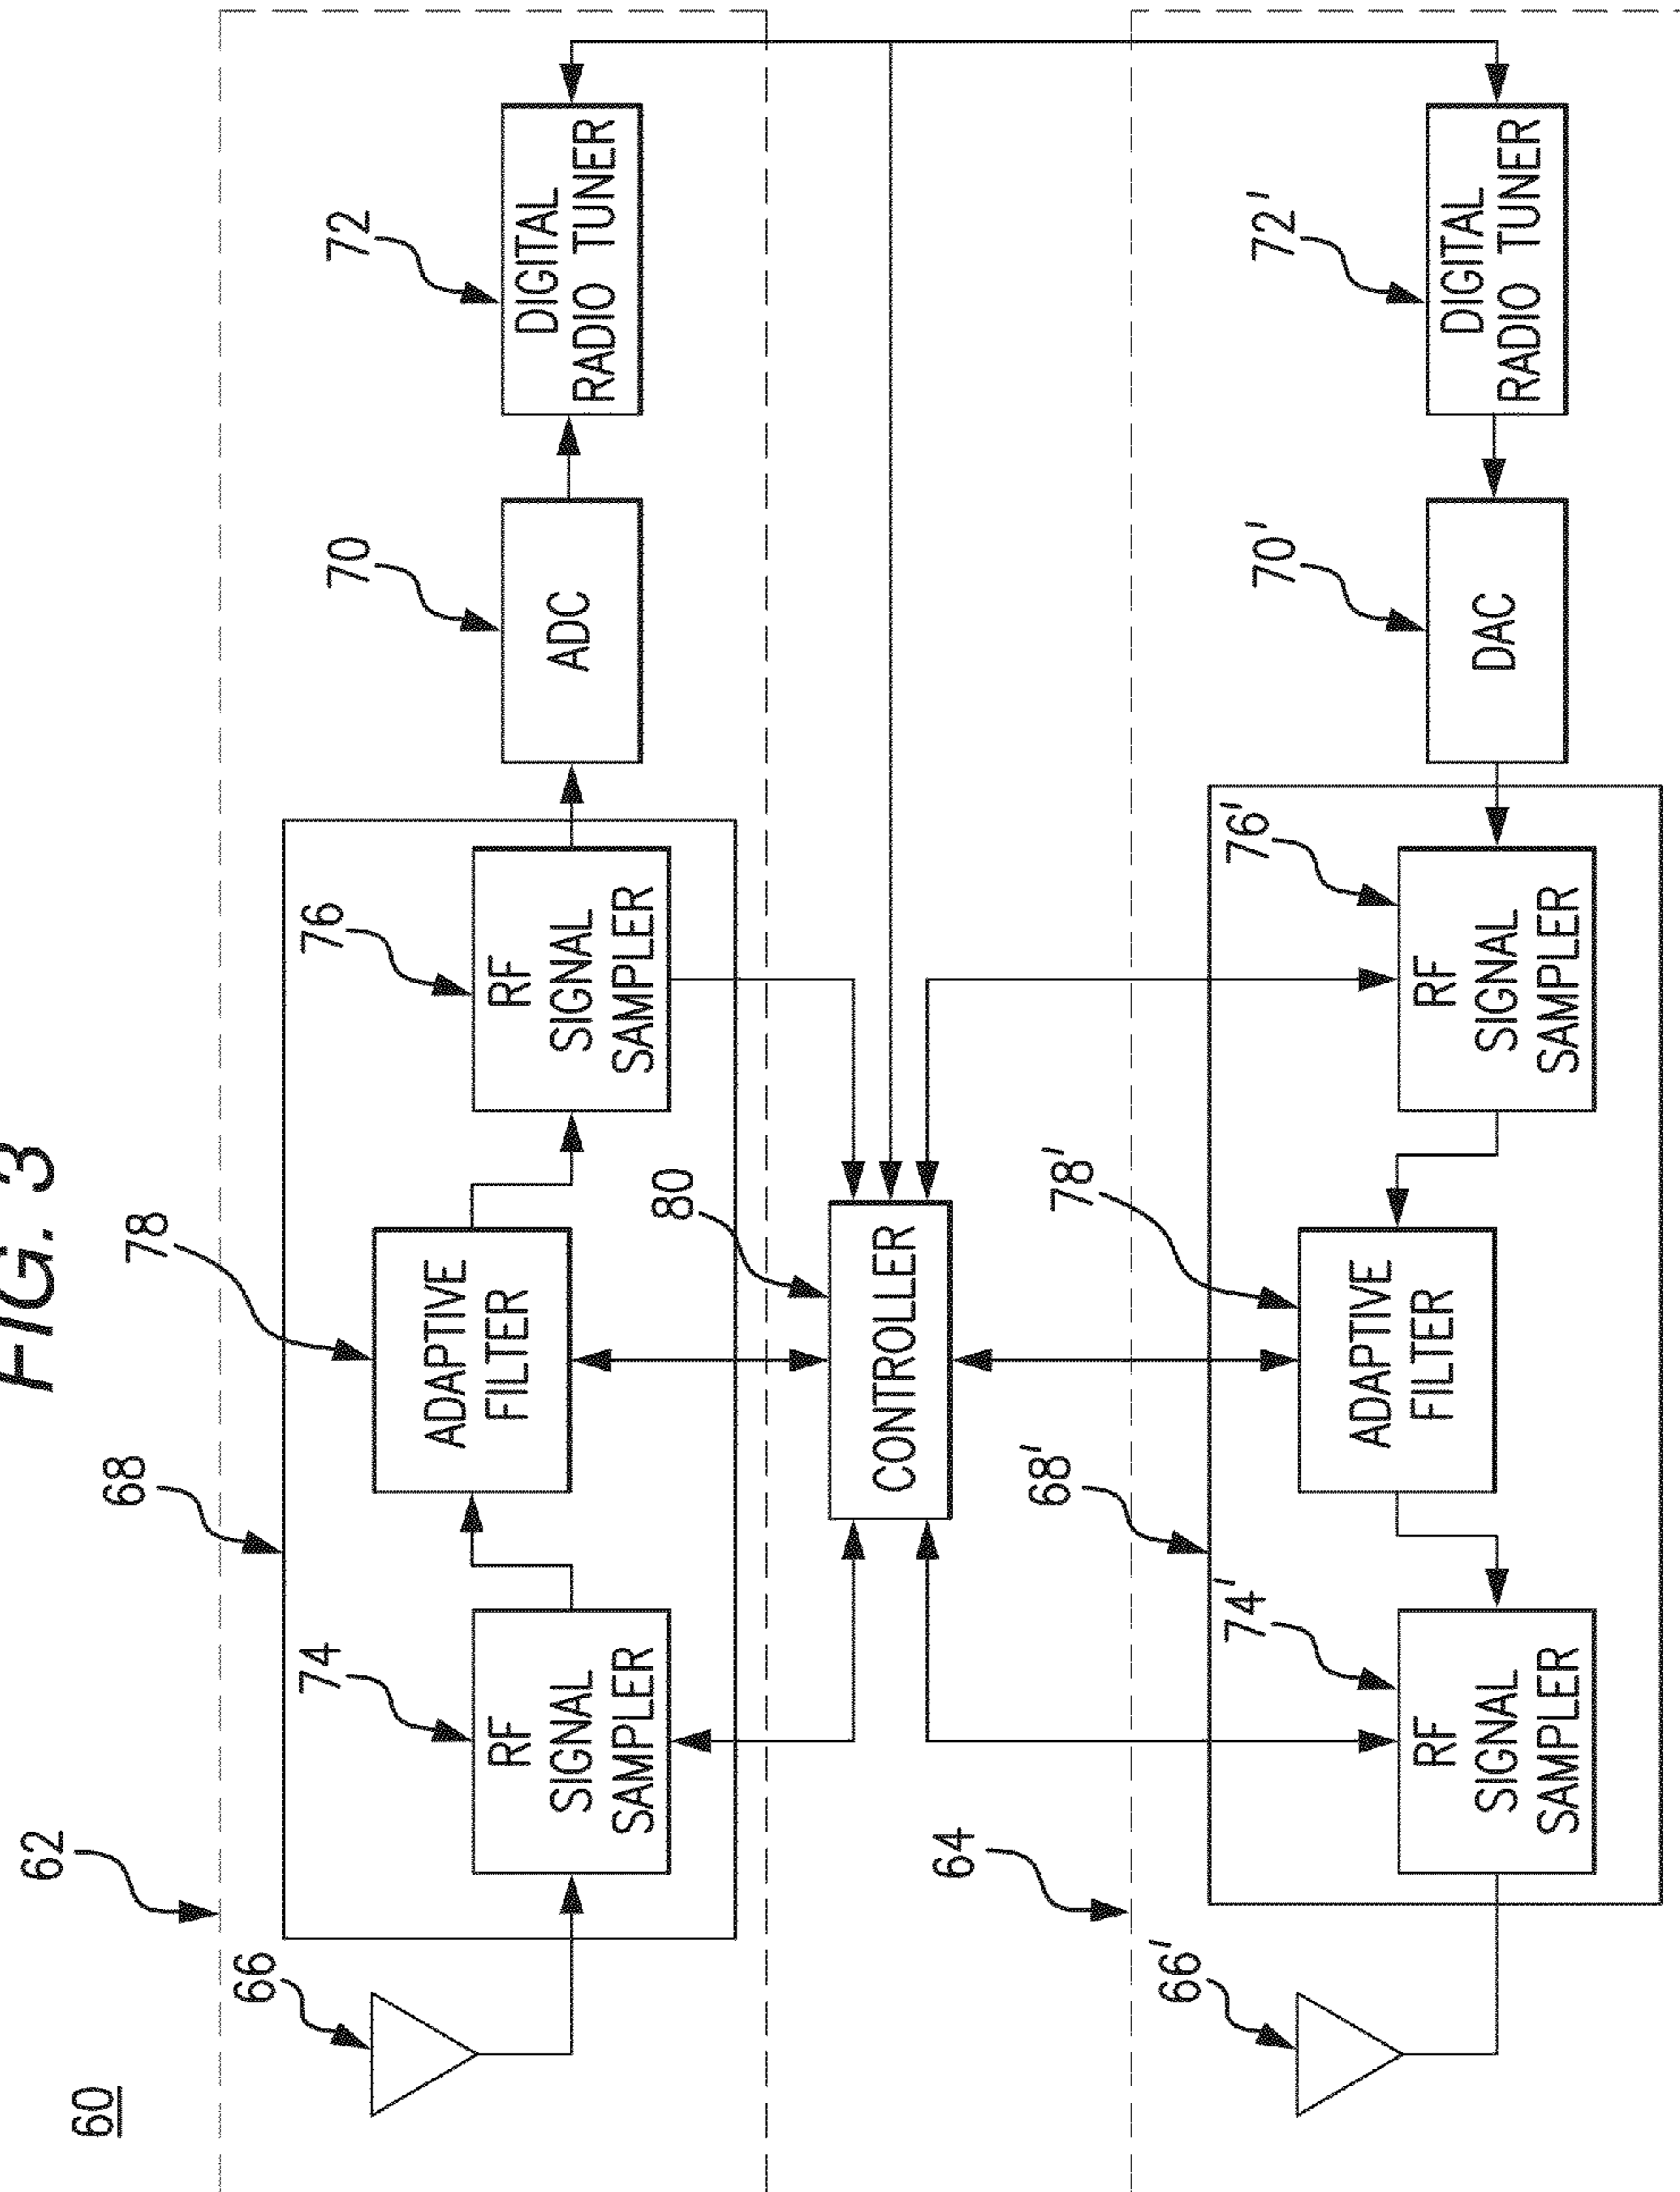 FIG. 3
60
62
66
68
74
RF
SIGNAL
SAMPLER
78
ADAPTIVE
FILTER
76
RF
SIGNAL
SAMPLER
70
ADC
72
DIGITAL
RADIO TUNER
80
CONTROLLER
64
66'
68'
74'
RF
SIGNAL
SAMPLER
78'
ADAPTIVE
FILTER
76'
RF
SIGNAL
SAMPLER
70'
DAC
72'
DIGITAL
RADIO TUNER